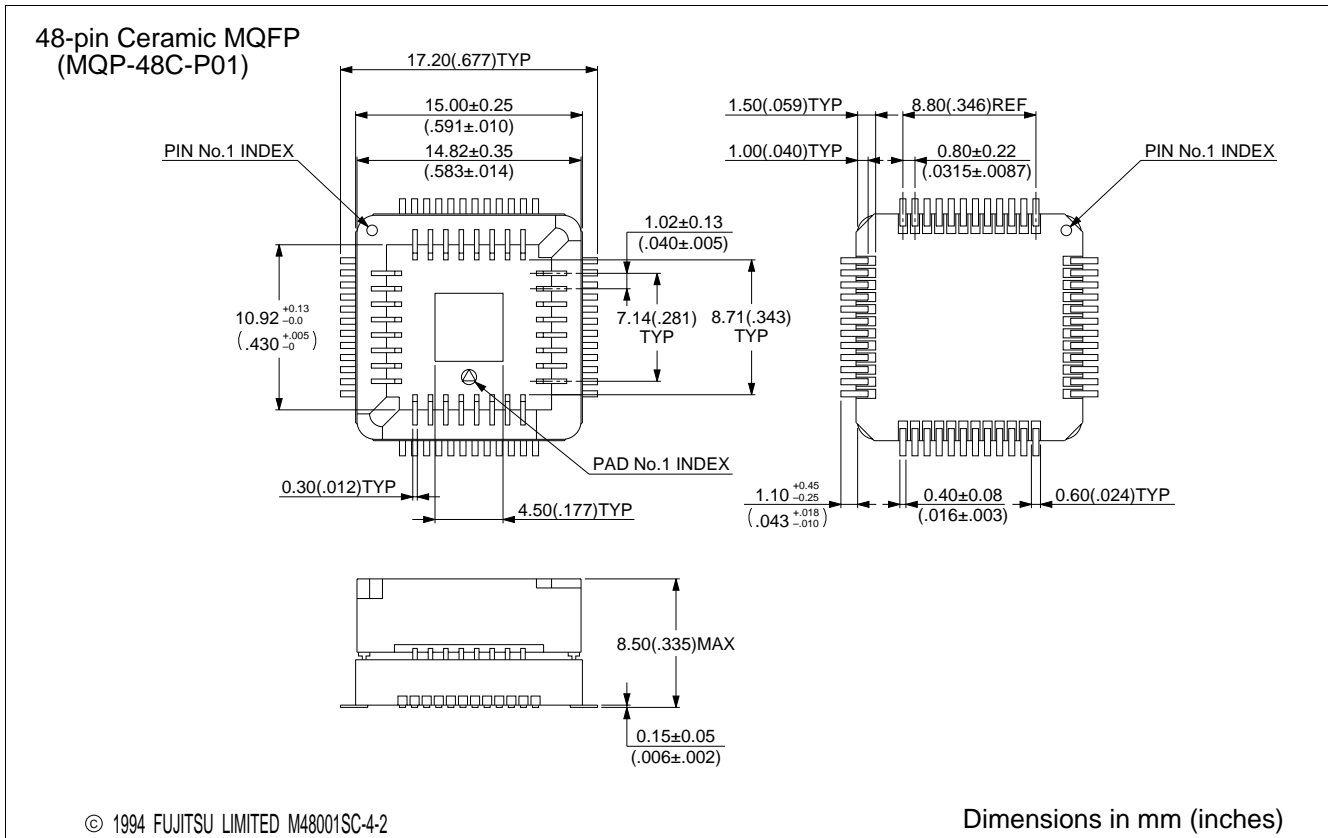 48-pin Ceramic MQFP
(MQP-48C-P01)
17.20(.677)TYP
15.00±0.25
(.591±.010)
14.82±0.35
(.583±.014)
PIN No.1 INDEX
1.02±0.13
(.040±.005)
10.92 +0.13 –0.0
(.430 +.005 –0)
7.14(.281)
TYP
8.71(.343)
TYP
PAD No.1 INDEX
0.30(.012)TYP
4.50(.177)TYP
1.50(.059)TYP
8.80(.346)REF
1.00(.040)TYP
0.80±0.22
(.0315±.0087)
PIN No.1 INDEX
1.10 +0.45 –0.25
(.043 +.018 –.010)
0.40±0.08
(.016±.003)
0.60(.024)TYP
8.50(.335)MAX
0.15±0.05
(.006±.002)
© 1994 FUJITSU LIMITED M48001SC-4-2
Dimensions in mm (inches)